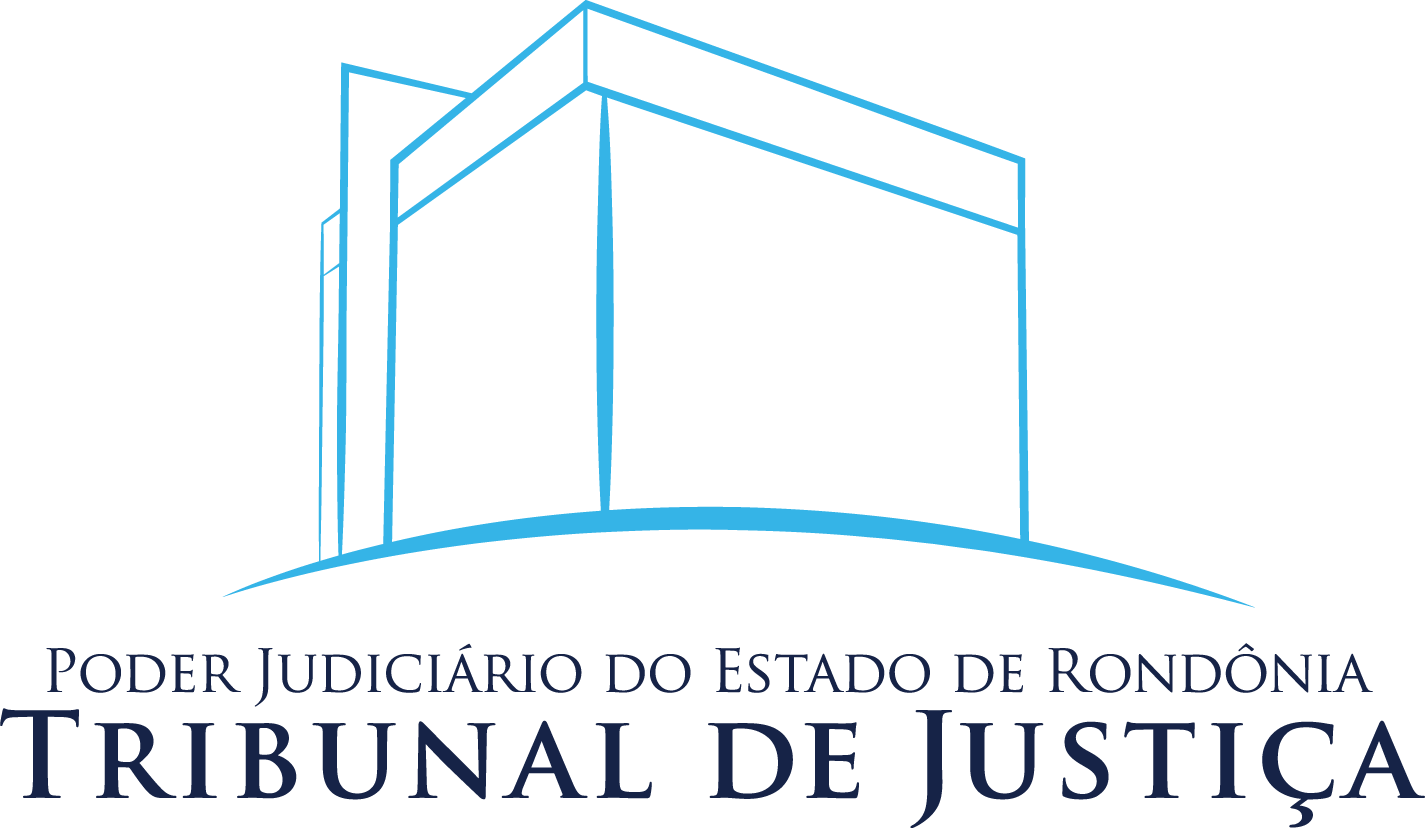 Poder Judiciário do Estado de Rondônia
Tribunal de Justiça